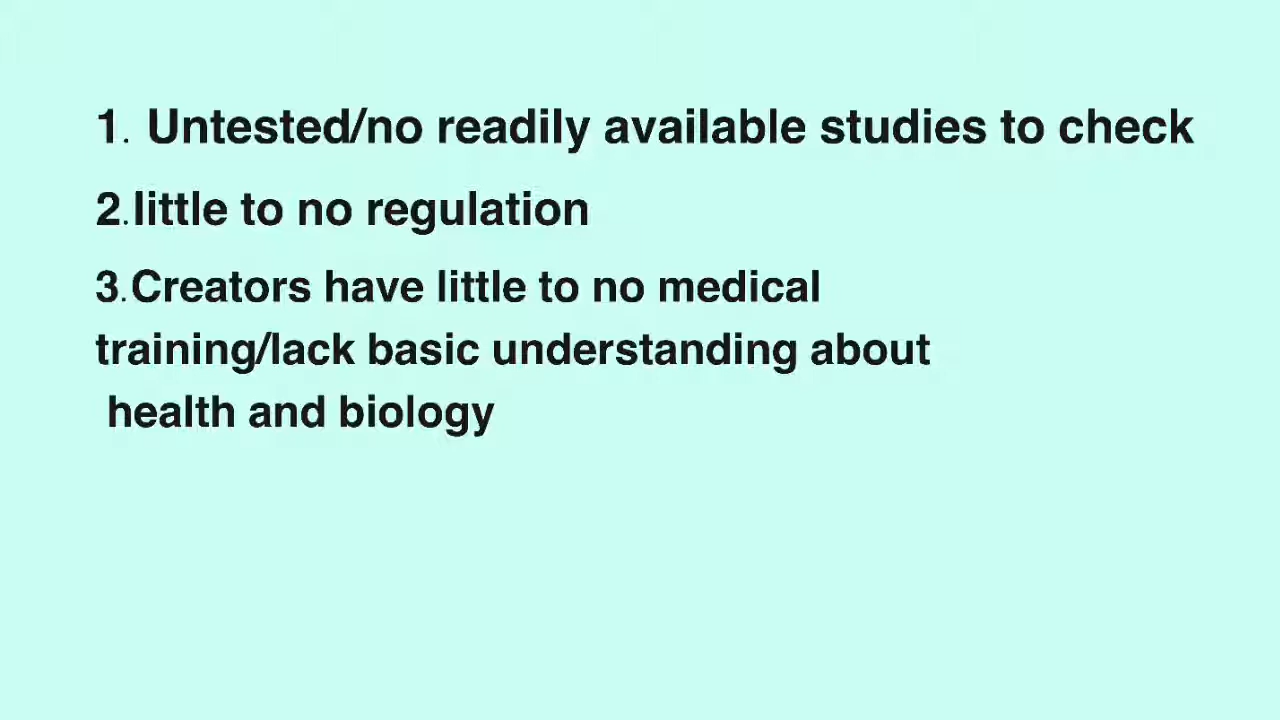 1. Untested/no readily available studies to check
2.little to no regulation
3.Creators have little to no medical
training/lack basic understanding about
health and biology